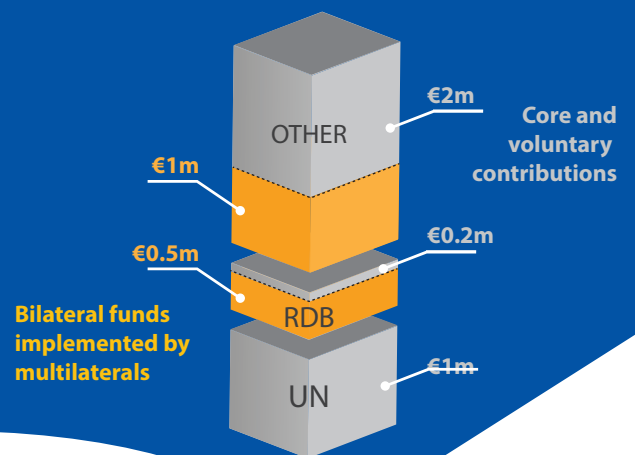 €2m
Core and
voluntary
contributions
OTHER
€1m
€0.2m
€0.5m
RDB
Bilateral funds
implemented by
multilaterals
€1m
UN